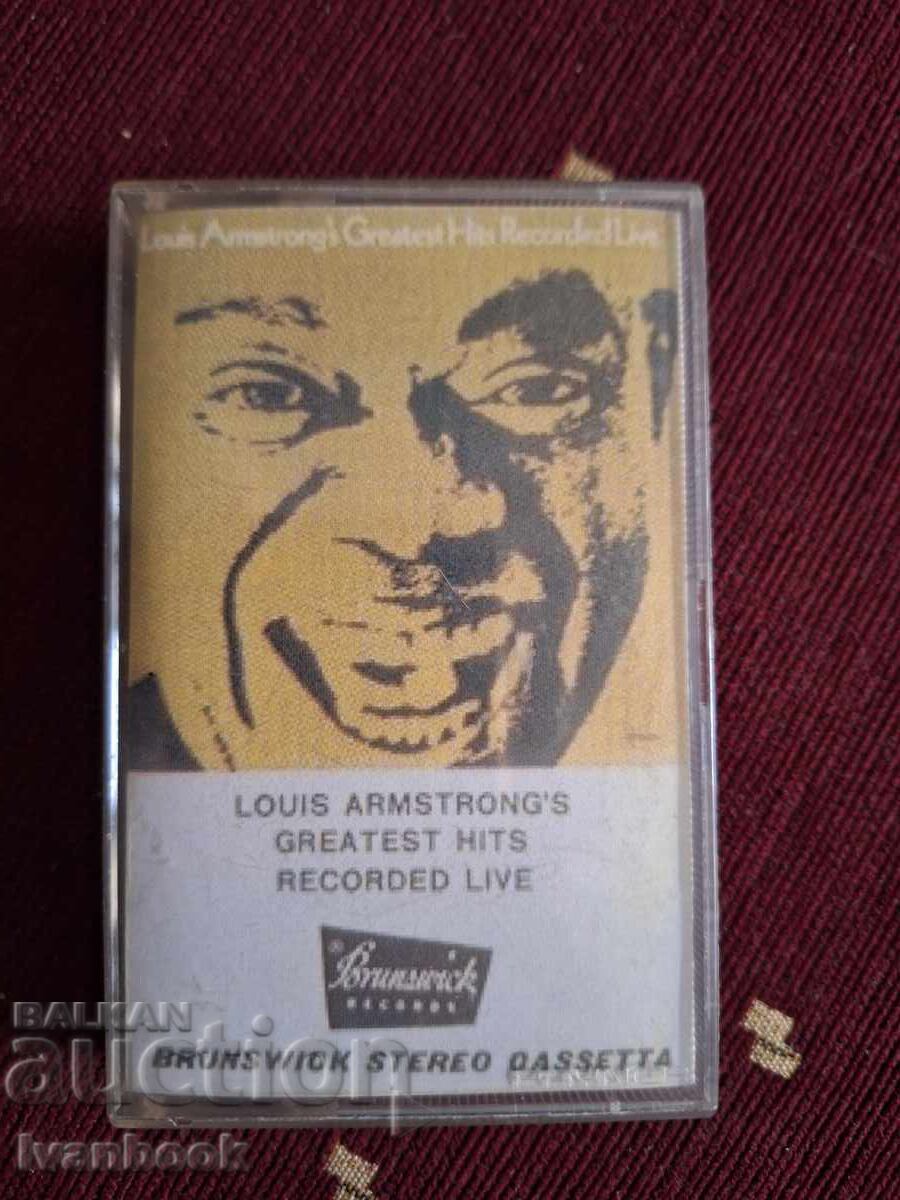 Louis Armstrong's Greatest Hits Recorded Live
LOUIS ARMSTRONG'S
GREATEST HITS
RECORDED LIVE
®
Brunswick
RECORDS
BRUNSWICK STEREO CASSETTA
BALKAN
auction
Ivanbook